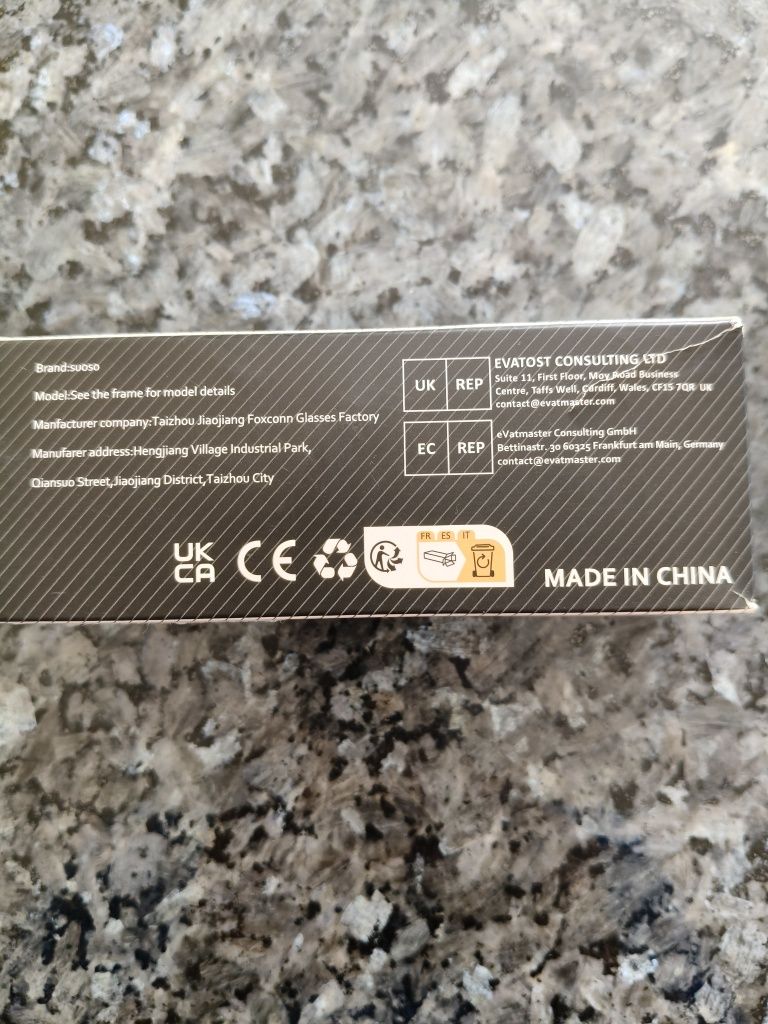 Brand:suoso
Model:See the frame for model details
Manfacturer company:Taizhou Jiaojiang Foxconn Glasses Factory
Manufarer address:Hengjiang Village Industrial Park,
Qiansuo Street,Jiaojiang District,Taizhou City
UK REP
EVATOST CONSULTING LTD
Suite 11, First Floor, Moy Road Business
Centre, Taffs Well, Cardiff, Wales, CF15 7QR UK
contact@evatmaster.com
EC REP
eVatmaster Consulting GmbH
Bettinastr. 30 60325 Frankfurt am Main, Germany
contact@evatmaster.com
UK
CA
CE
FR ES IT
MADE IN CHINA